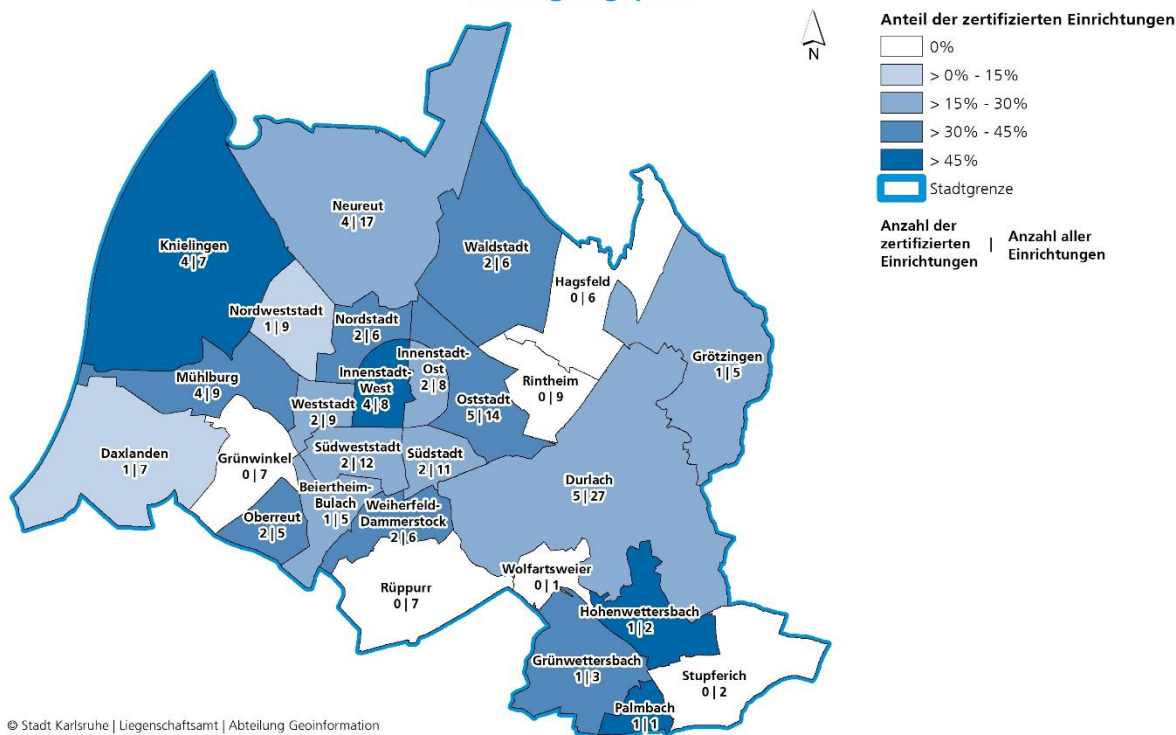 N
Anteil der zertifizierten Einrichtungen
0%
> 0% - 15%
> 15% - 30%
> 30% - 45%
> 45%
Stadtgrenze
Anzahl der
zertifizierten
Einrichtungen
|
Anzahl aller
Einrichtungen
Neureut
4|17
Knielingen
4|7
Waldstadt
2|6
Hagsfeld
0|6
Nordweststadt
1|9
Nordstadt
2|6
Innenstadt-
Ost
2|8
Grötzingen
1|5
Mühlburg
4|9
Innenstadt-
West
4|8
Rintheim
0|9
Weststadt
2|9
Oststadt
5|14
Daxlanden
1|7
Grünwinkel
0|7
Südweststadt
2|12
Südstadt
2|11
Durlach
5|27
Beiertheim-
Bulach
1|5
Weiherfeld-
Dammerstock
2|6
Oberreut
2|5
Wolfartsweier
0|1
Rüppurr
0|7
Hohenwettersbach
1|2
Grünwettersbach
1|3
Stupferich
0|2
Palmbach
1|1
© Stadt Karlsruhe | Liegenschaftsamt | Abteilung Geoinformation